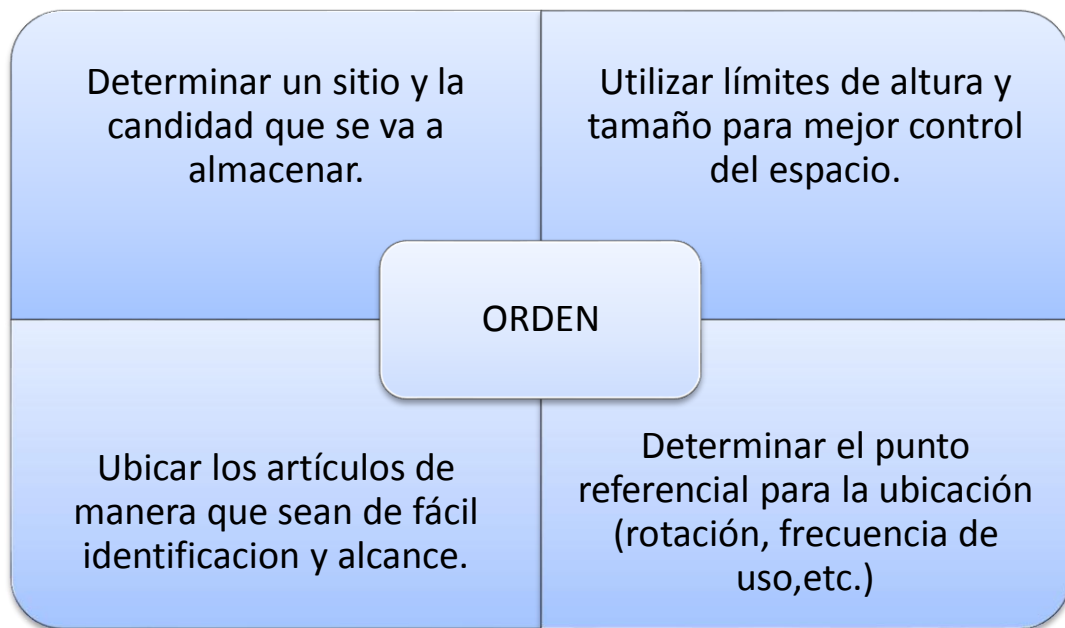 Determinar un sitio y la
candidad que se va a
almacenar.
Utilizar límites de altura y
tamaño para mejor control
del espacio.
ORDEN
Ubicar los artículos de
manera que sean de fácil
identificacion y alcance.
Determinar el punto
referencial para la ubicación
(rotación, frecuencia de
uso,etc.)